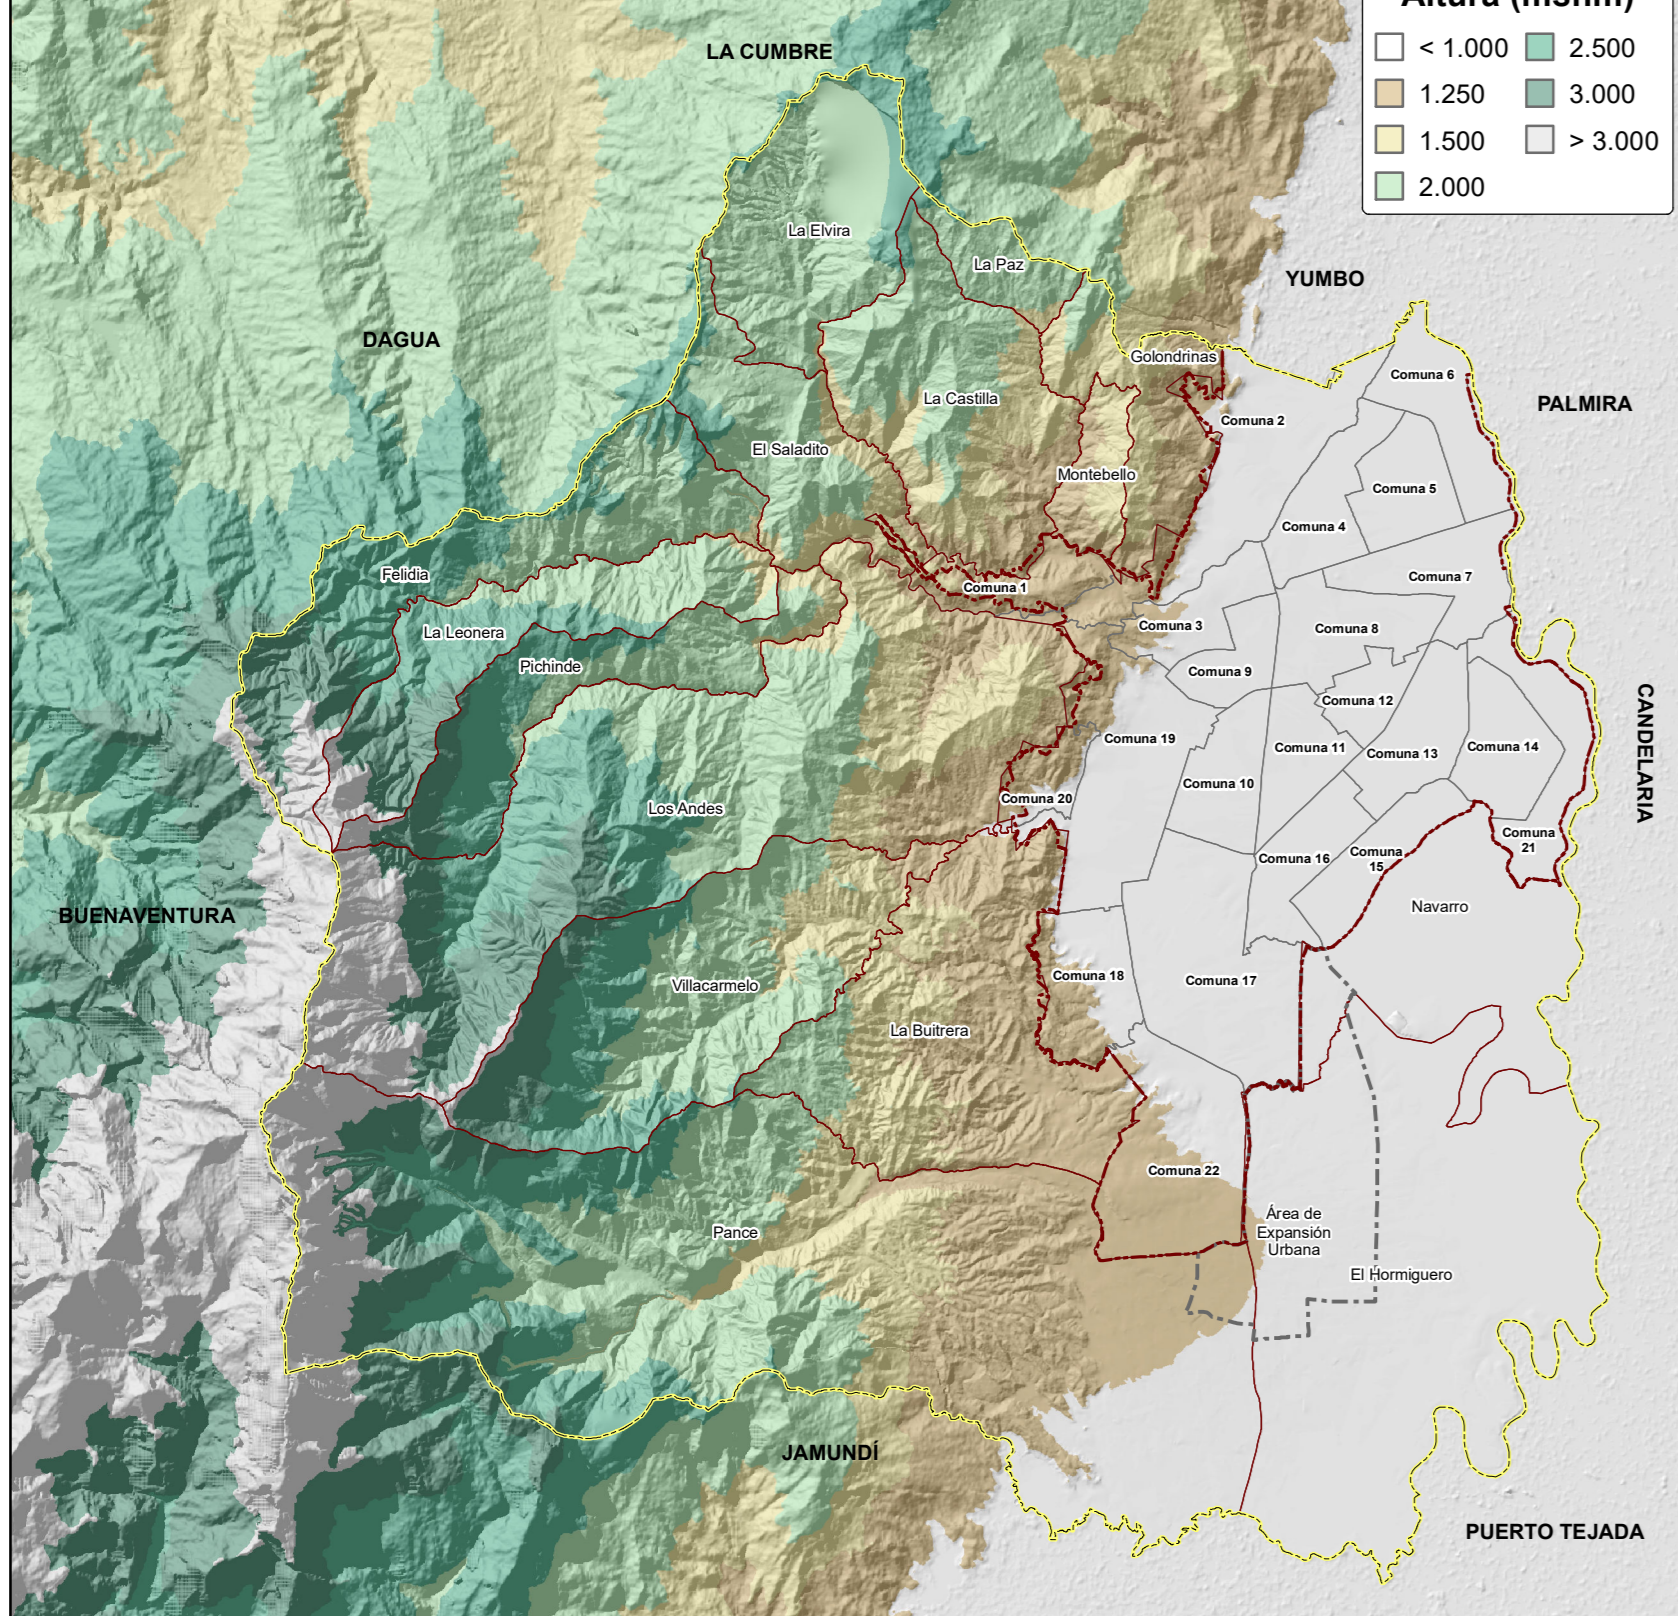 Altura (msnm)
< 1.000
2.500
1.250
3.000
1.500
> 3.000
2.000
LA CUMBRE
La Elvira
La Paz
YUMBO
DAGUA
Golondrinas
Comuna 6
La Castilla
PALMIRA
Comuna 2
El Saladito
Montebello
Comuna 5
Comuna 4
Felidia
Comuna 1
Comuna 7
La Leonera
Comuna 3
Comuna 8
Pichinde
Comuna 9
Comuna 12
CANDELARIA
Comuna 19
Comuna 11
Comuna 13
Comuna 14
Comuna 10
Los Andes
Comuna 20
Comuna
21
Comuna 16
Comuna
15
BUENAVENTURA
Navarro
Villacarmelo
Comuna 18
Comuna 17
La Buitrera
Comuna 22
Pance
Área de
Expansión
Urbana
El Hormiguero
JAMUNDÍ
PUERTO TEJADA